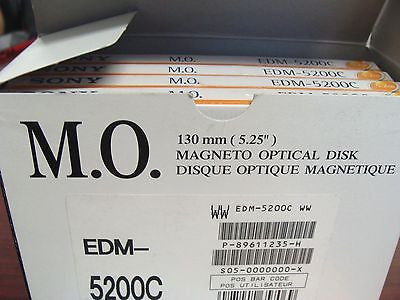 M.O. EDM-5200C
SONY M.O. EDM-5200C
SONY M.O. EDM-5200C
M.O.
M.O.
130 mm ( 5.25" )
MAGNETO OPTICAL DISK
DISQUE OPTIQUE MAGNETIQUE
WW EDM-5200C WW
WW
EDM-
5200C
P-89611235-H
S05-0000000-X
POS BAR CODE
POS UTILISATEUR